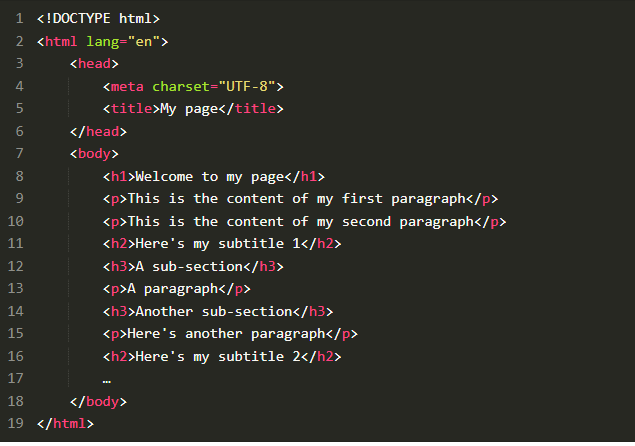 1 <!DOCTYPE html>
2 <html lang="en">
3     <head>
4         <meta charset="UTF-8">
5         <title>My page</title>
6     </head>
7     <body>
8         <h1>Welcome to my page</h1>
9         <p>This is the content of my first paragraph</p>
10         <p>This is the content of my second paragraph</p>
11         <h2>Here's my subtitle 1</h2>
12         <h3>A sub-section</h3>
13         <p>A paragraph</p>
14         <h3>Another sub-section</h3>
15         <p>Here's another paragraph</p>
16         <h2>Here's my subtitle 2</h2>
17         …
18     </body>
19 </html>